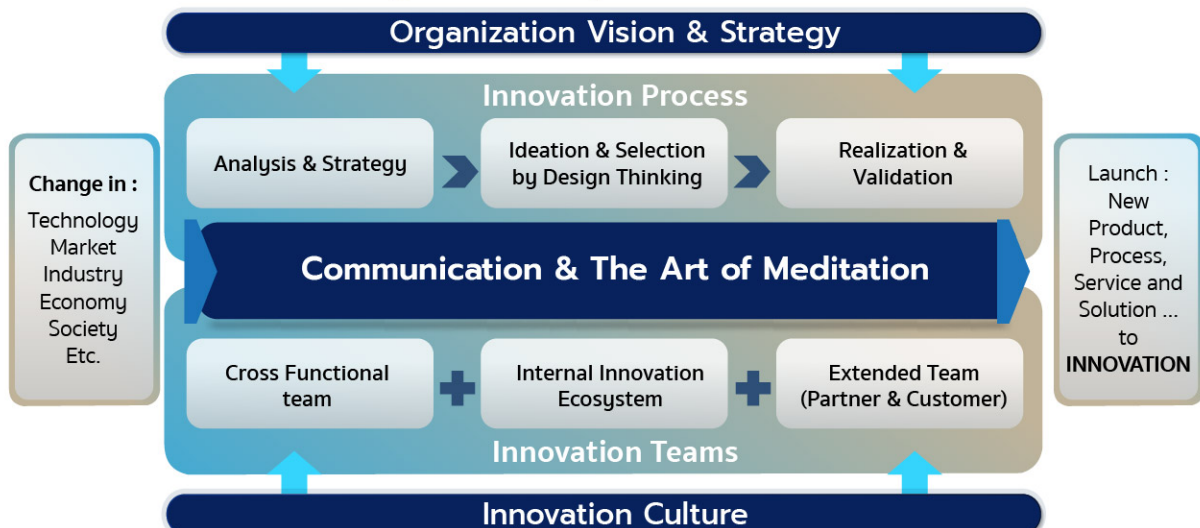 Organization Vision & Strategy
Innovation Process
Analysis & Strategy
Ideation & Selection
by Design Thinking
Realization &
Validation
Change in :
Technology
Market
Industry
Economy
Society
Etc.
Communication & The Art of Meditation
Launch :
New
Product,
Process,
Service and
Solution ...
to
INNOVATION
Cross Functional
team
Internal Innovation
Ecosystem
Extended Team
(Partner & Customer)
Innovation Teams
Innovation Culture